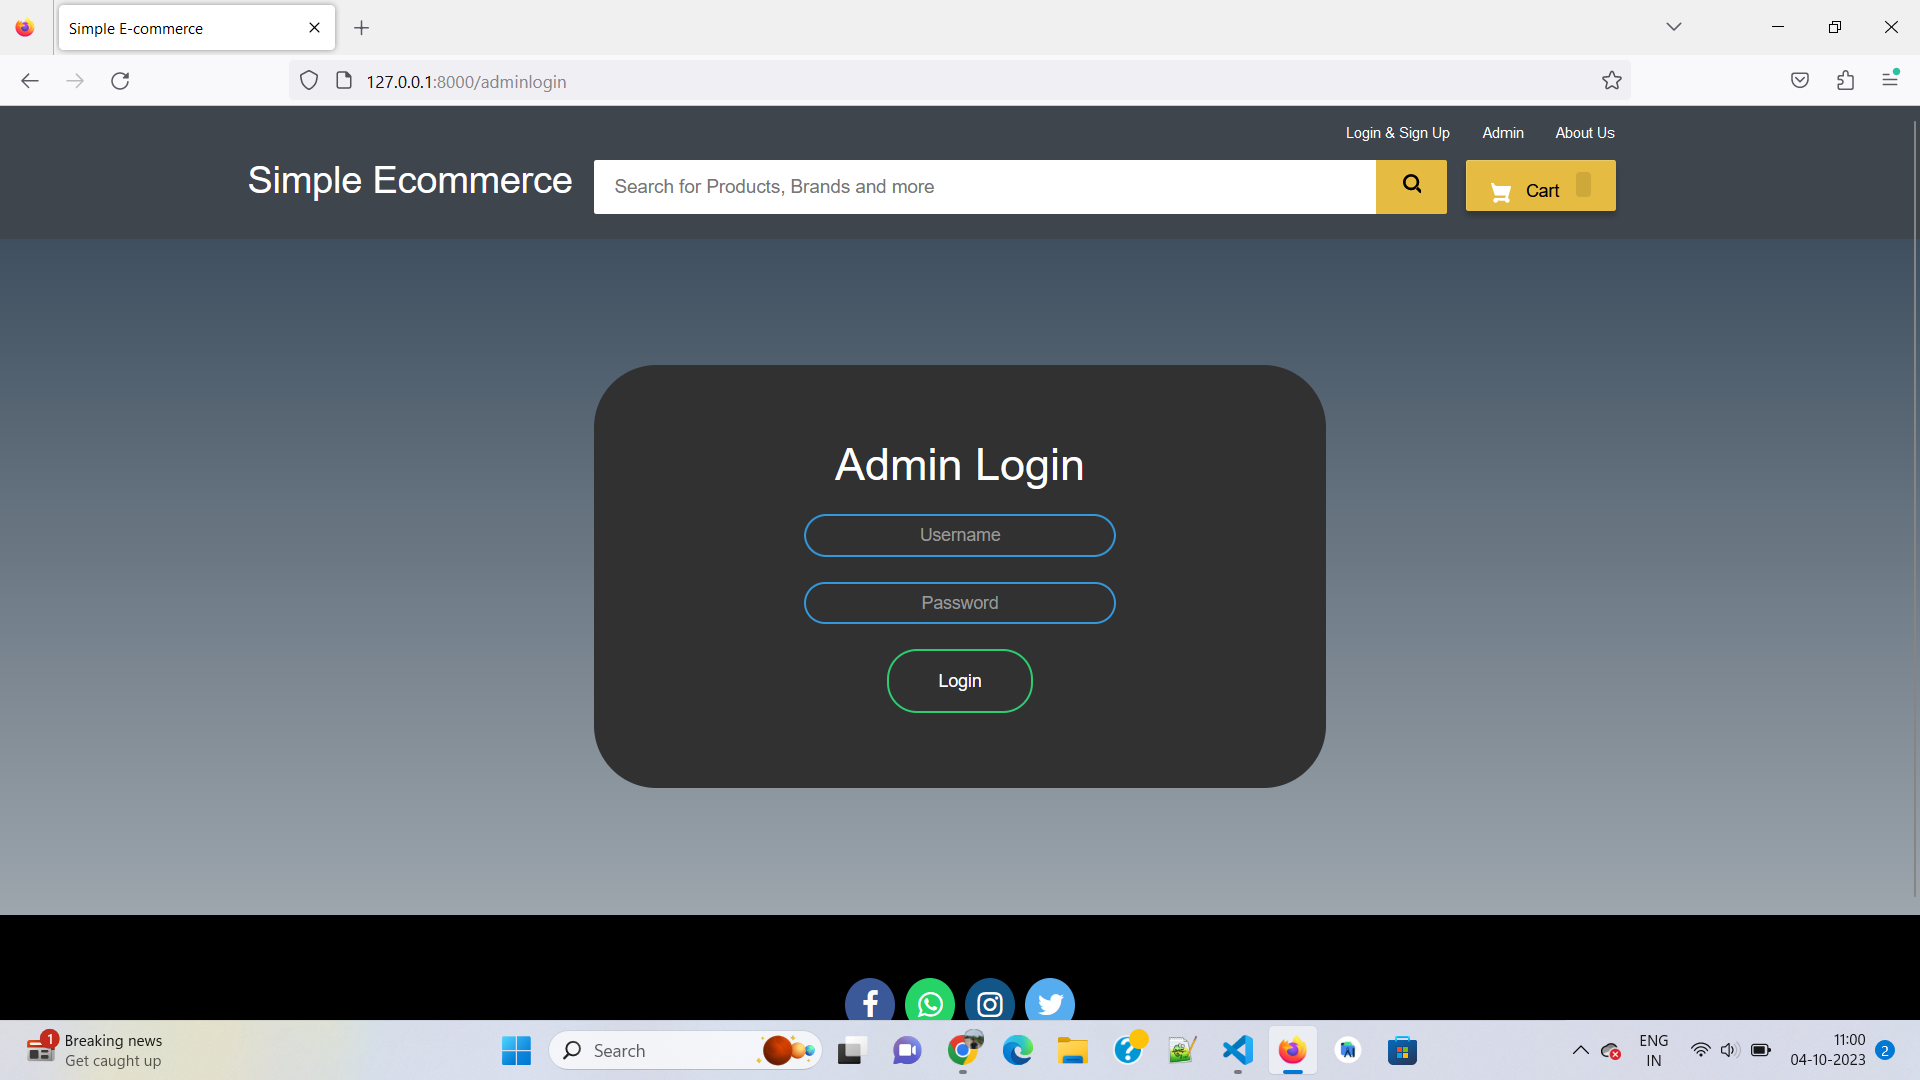 Simple E-commerce
127.0.0.1:8000/adminlogin
Login & Sign Up Admin About Us
Simple Ecommerce
Search for Products, Brands and more
Cart
Admin Login
Username
Password
Login
1
Breaking news
Get caught up
Search
ENG
IN
11:00
04-10-2023
2